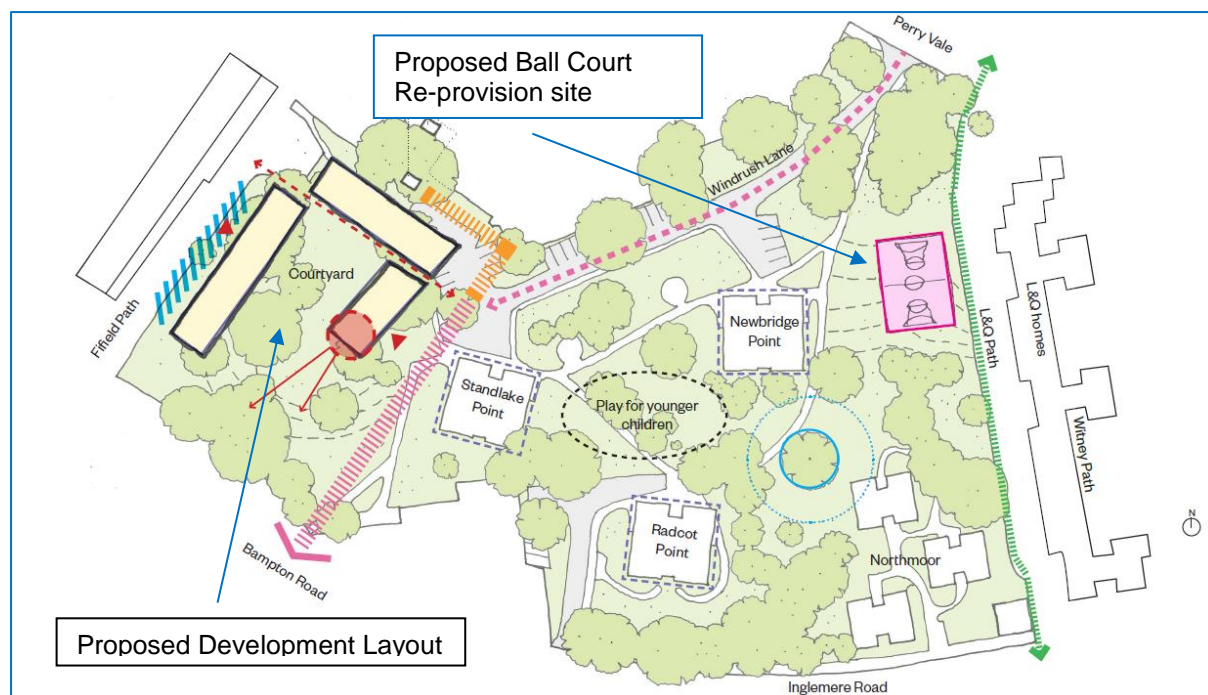 Perry Vale
Proposed Ball Court
Re-provision site
Windrush Lane
Courtyard
Fifield Path
L&Q Path
L&Q homes
Newbridge
Point
Standlake
Point
Play for younger
children
Witney Path
N
Radcot
Point
Northmoor
Bampton Road
Proposed Development Layout
Inglemere Road